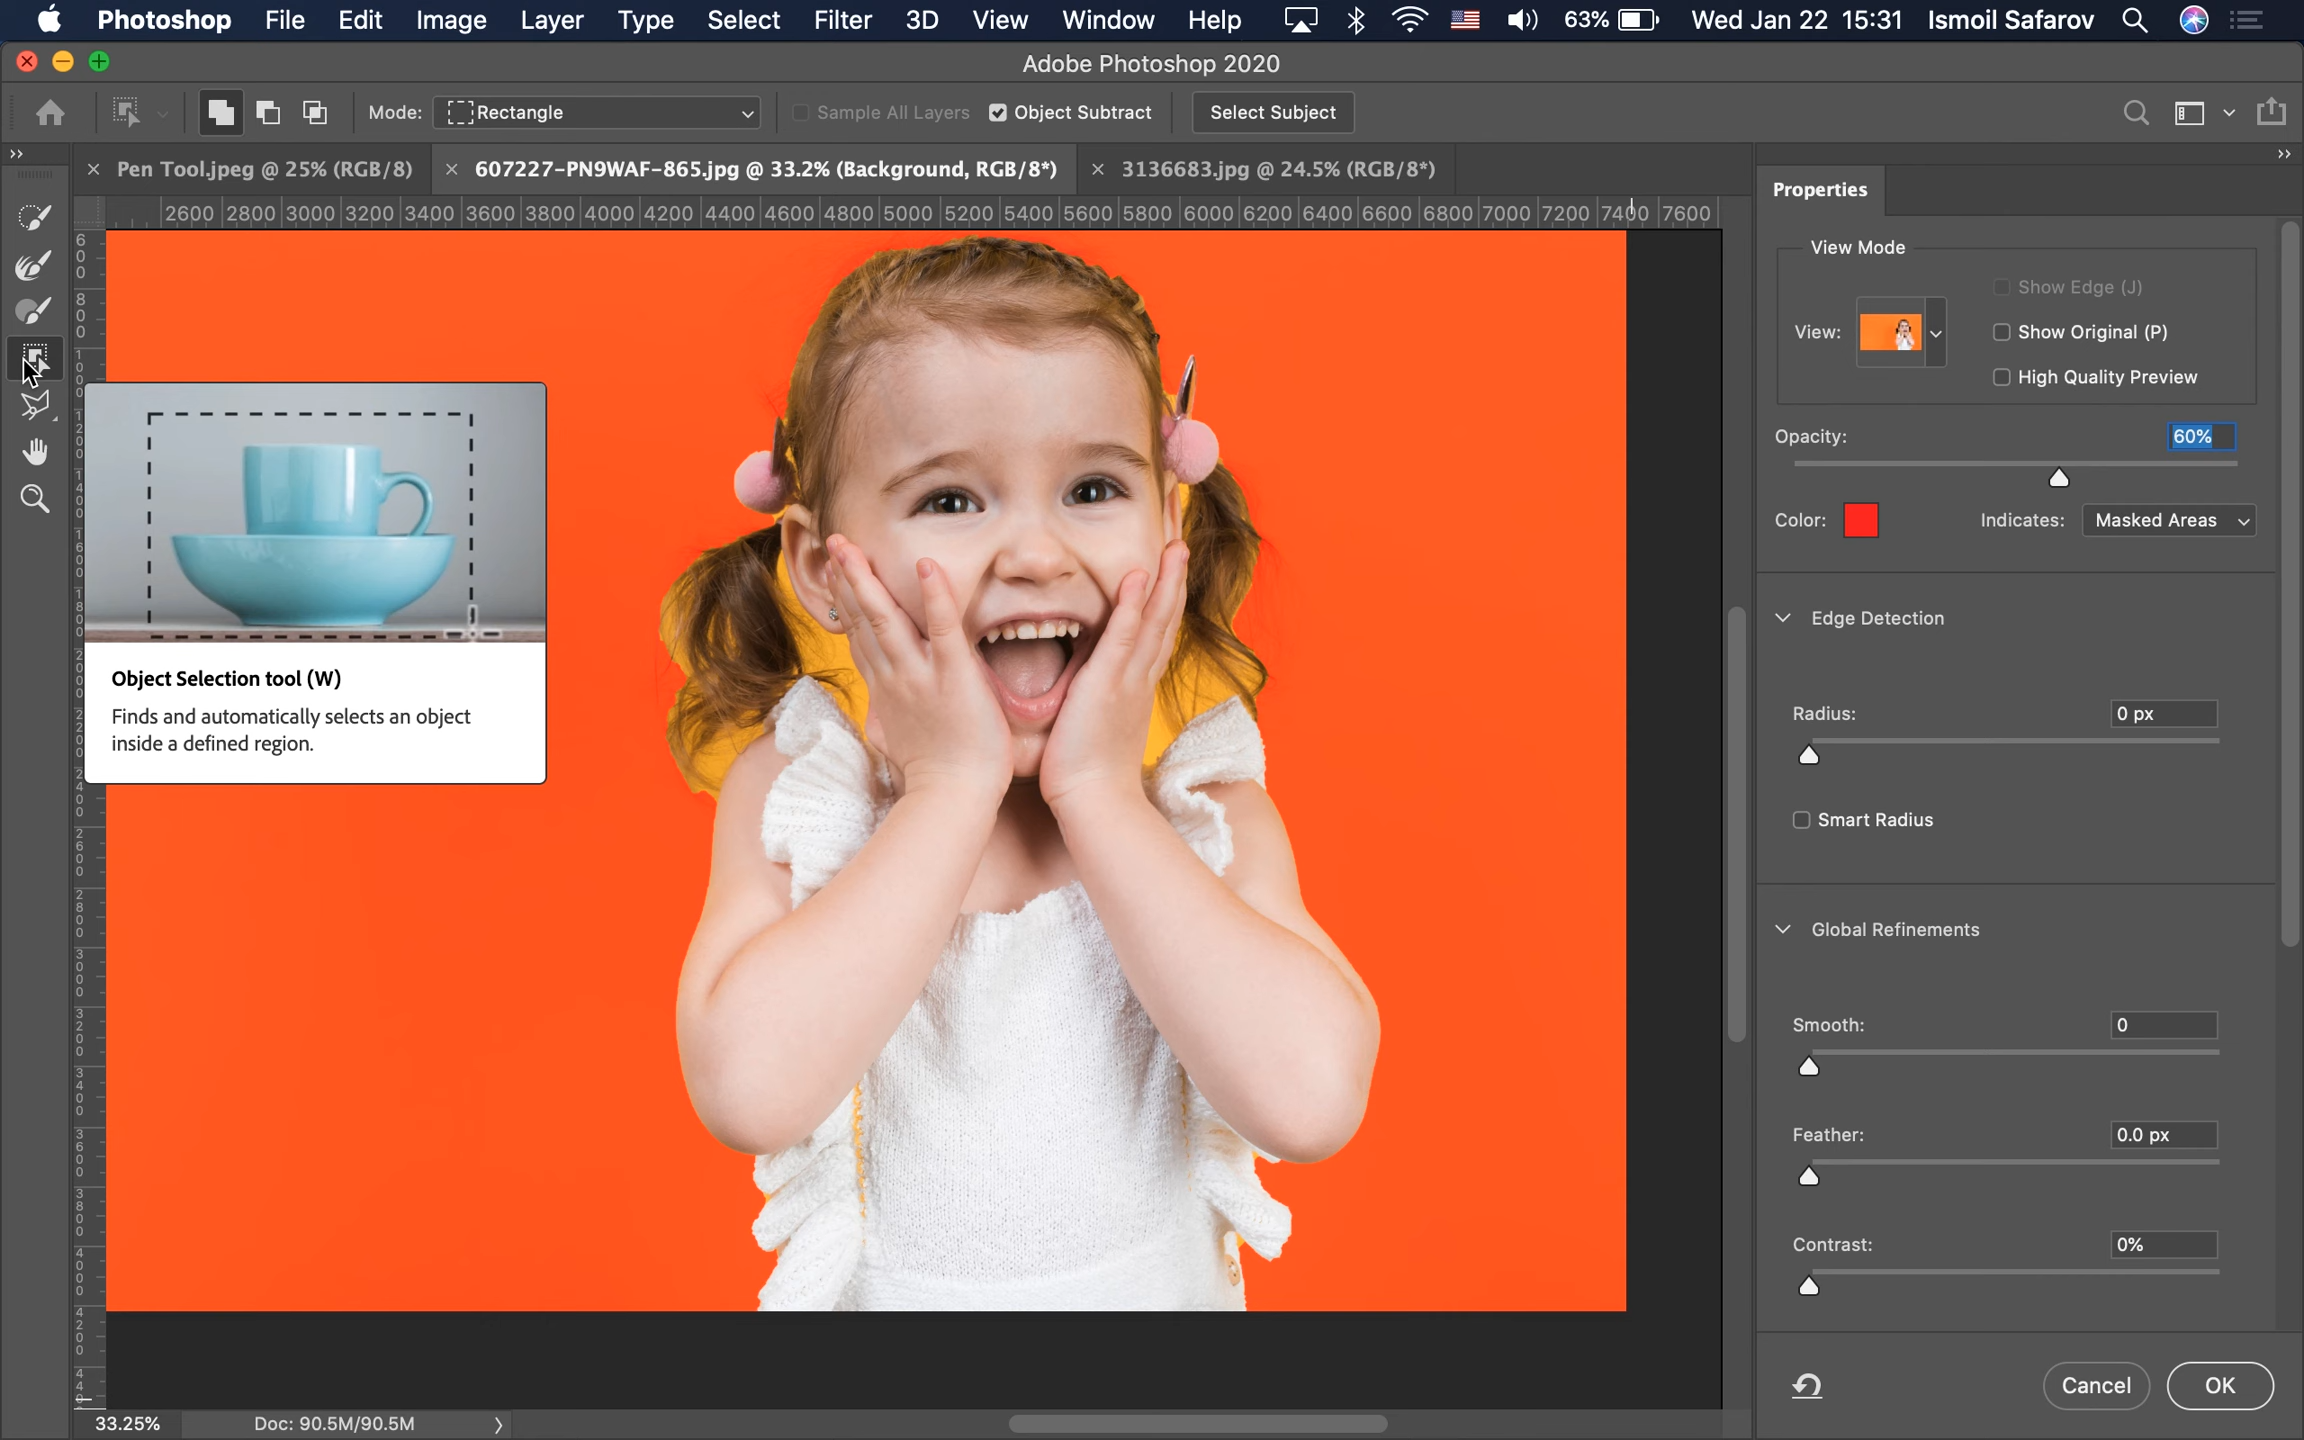 Photoshop File Edit Image Layer Type Select Filter 3D View Window Help 63% Wed Jan 22 15:31 Ismoil Safarov
Adobe Photoshop 2020
Mode: Rectangle Sample All Layers Object Subtract Select Subject
Pen Tool.jpeg @ 25% (RGB/8) 607227-PN9WAF-865.jpg @ 33.2% (Background, RGB/8*) 3136683.jpg @ 24.5% (RGB/8*)
2600 2800 3000 3200 3400 3600 3800 4000 4200 4400 4600 4800 5000 5200 5400 5600 5800 6000 6200 6400 6600 6800 7000 7200 7400 7600
Properties
View Mode
Show Edge (J)
View:
Show Original (P)
High Quality Preview
Opacity: 60%
Color: Indicates: Masked Areas
Edge Detection
Radius: 0 px
Smart Radius
Global Refinements
Smooth: 0
Feather: 0.0 px
Contrast: 0%
Cancel OK
Object Selection tool (W)
Finds and automatically selects an object
inside a defined region.
33.25% Doc: 90.5M/90.5M